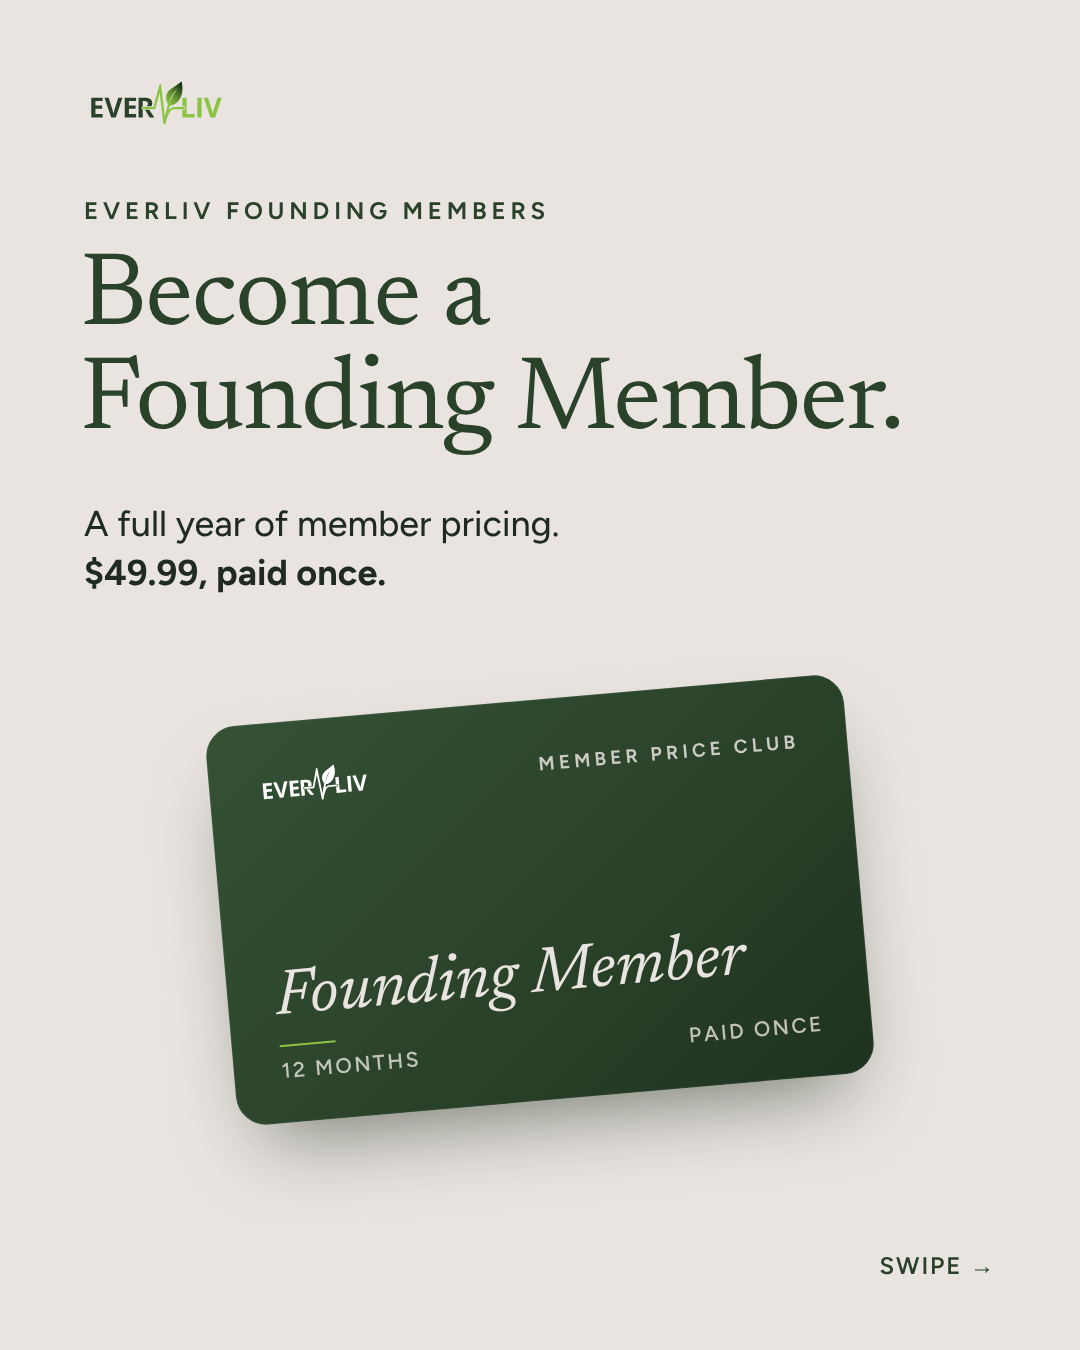 EVERLIV
EVERLIV FOUNDING MEMBERS
Become a
Founding Member.
A full year of member pricing.
$49.99, paid once.
EVERLIV
MEMBER PRICE CLUB
Founding Member
12 MONTHS
PAID ONCE
SWIPE →